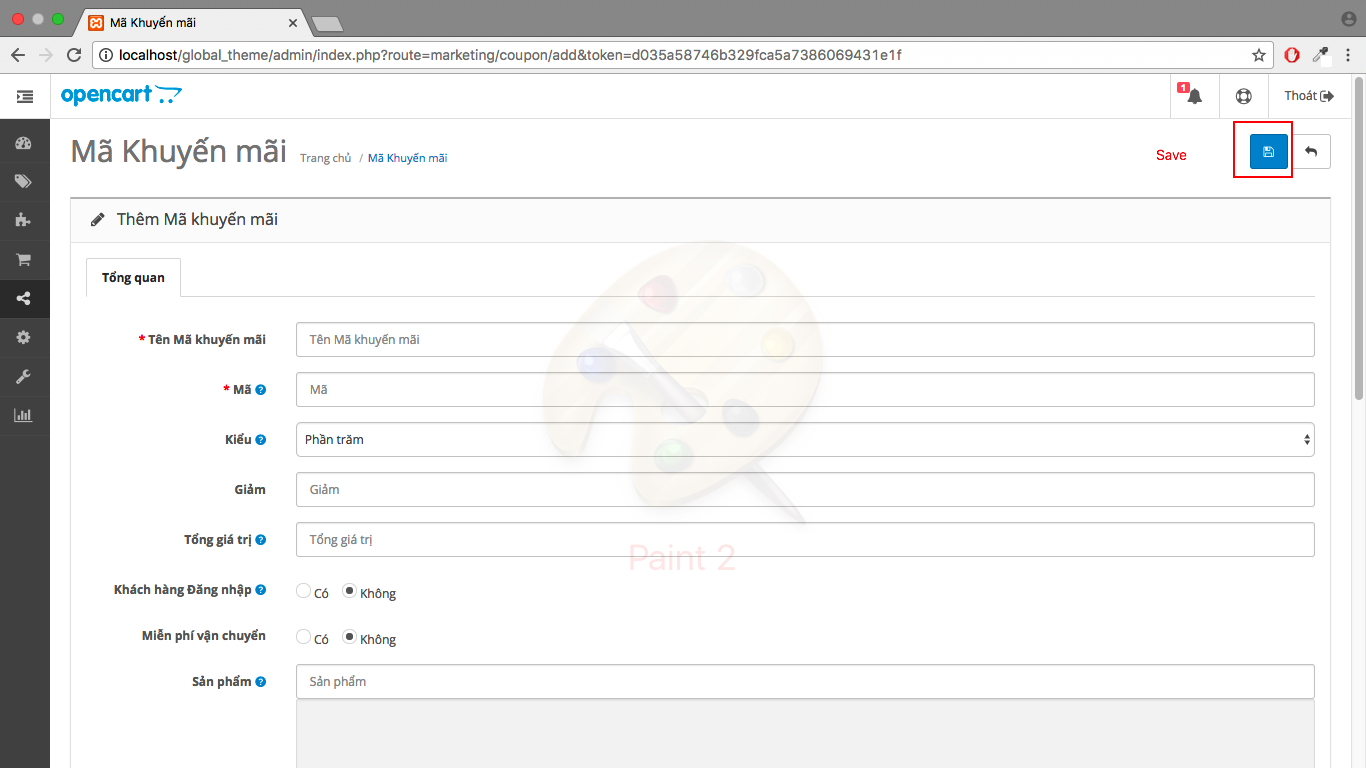 Mã Khuyến mãi
localhost/global_theme/admin/index.php?route=marketing/coupon/add&token=d035a58746b329fca5a7386069431e1f
opencart
1
Thoát
Mã Khuyến mãi
Trang chủ / Mã Khuyến mãi
Save
Thêm Mã khuyến mãi
Tổng quan
* Tên Mã khuyến mãi
Tên Mã khuyến mãi
* Mã ?
Mã
Kiểu ?
Phần trăm
Giảm
Giảm
Tổng giá trị ?
Tổng giá trị
Paint 2
Khách hàng Đăng nhập ?
Có Không
Miễn phí vận chuyển
Có Không
Sản phẩm ?
Sản phẩm